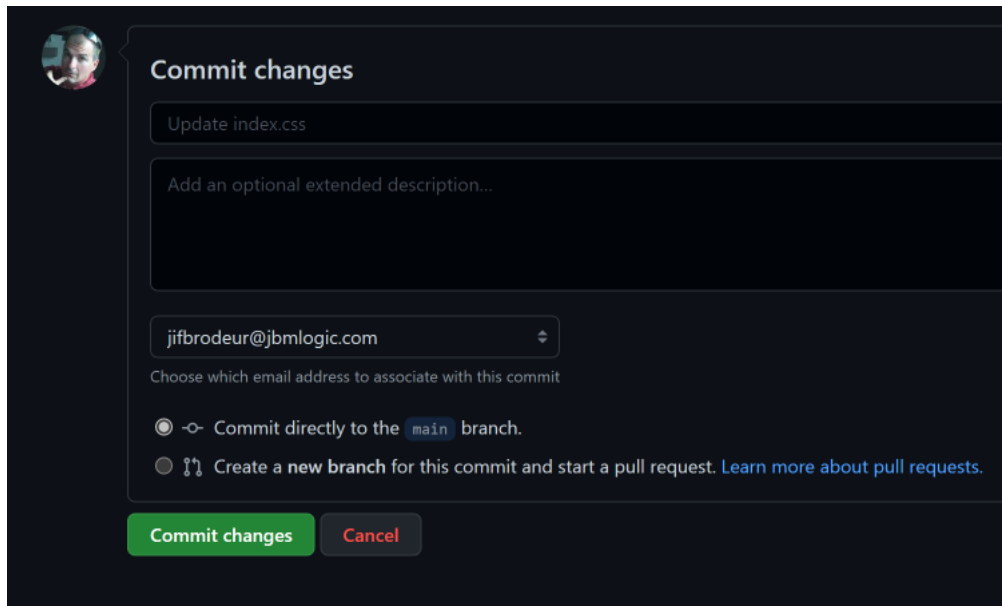 Commit changes
Update index.css
Add an optional extended description...
jifbrodeur@jbmlogic.com
Choose which email address to associate with this commit
Commit directly to the main branch.
Create a new branch for this commit and start a pull request. Learn more about pull requests.
Commit changes Cancel